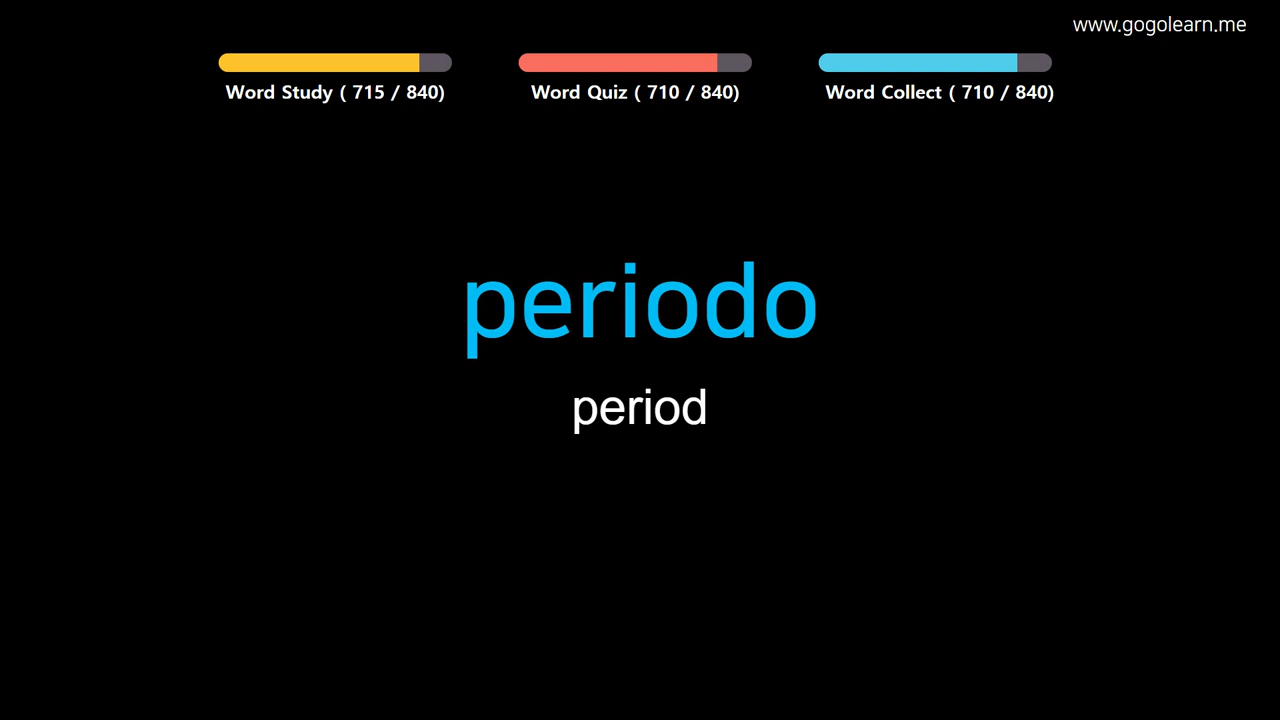 www.gogolearn.me
Word Study ( 715 / 840)
Word Quiz ( 710 / 840)
Word Collect ( 710 / 840)
periodo
period